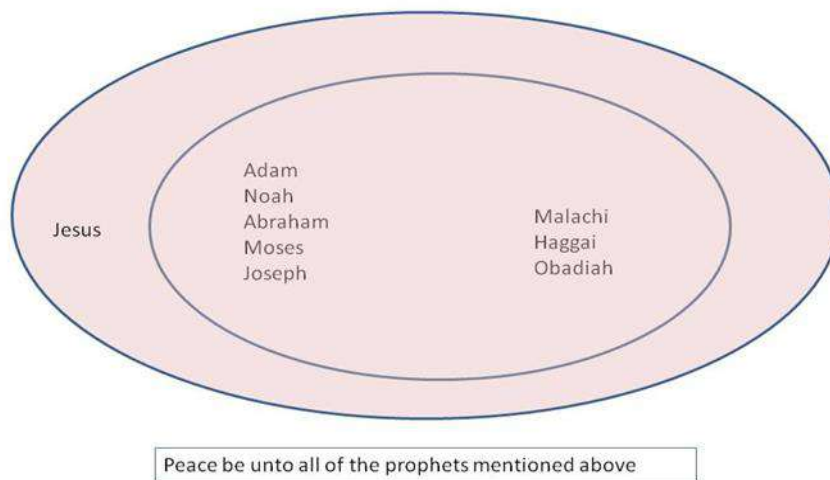 Jesus
Adam
Noah
Abraham
Moses
Joseph
Malachi
Haggai
Obadiah
Peace be unto all of the prophets mentioned above